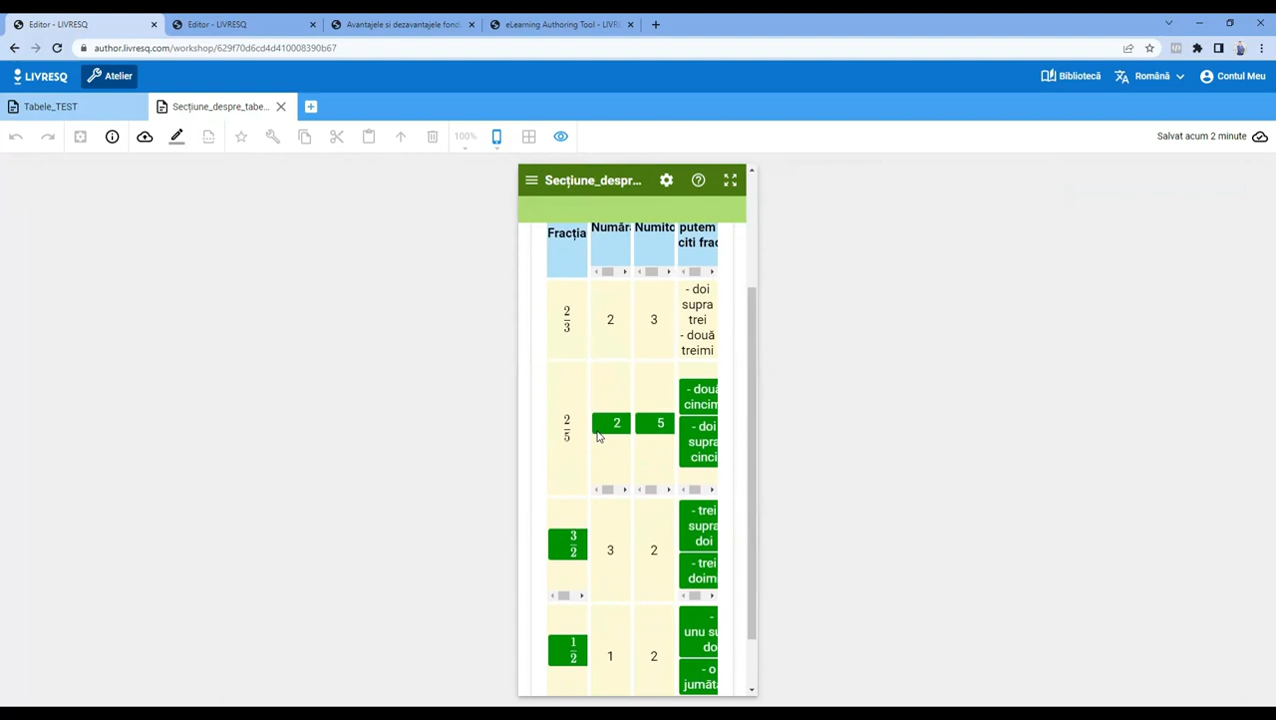 Editor - LIVRESQ
Editor - LIVRESQ
Avantajele si dezavantajele fond
eLearning Authoring Tool - LIVR
author.livresq.com/workshop/629f70d6cd4d410008390b67
LIVRESQ
Atelier
Bibliotecă
Română
Contul Meu
Tabele_TEST
Secțiune_despre_tabe...
100%
Salvat acum 2 minute
Secțiune_despr...
Fracția
Numără
Numito
putem
citi frac
2
3
2
3
- doi
supra
trei
- două
treimi
2
5
2
5
- două
cincim
- doi
supra
cinci
3
2
3
2
- trei
supra
doi
- trei
doim
1
2
1
2
-
unu su
do
- o
jumăta